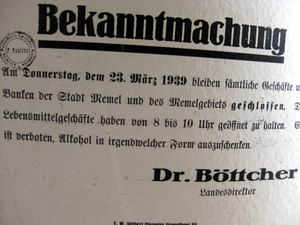 Bekanntmachung
Am Donnerstag, dem 23. März 1939 bleiben sämtliche Geschäfte u
Banken der Stadt Memel und des Memelgebiets geschlossen. D
Lebensmittelgeschäfte haben von 8 bis 10 Uhr geöffnet zu halten. E
ist verboten, Alkohol in irgendwelcher Form auszuschenken.
Dr. Böttcher
Landesdirektor